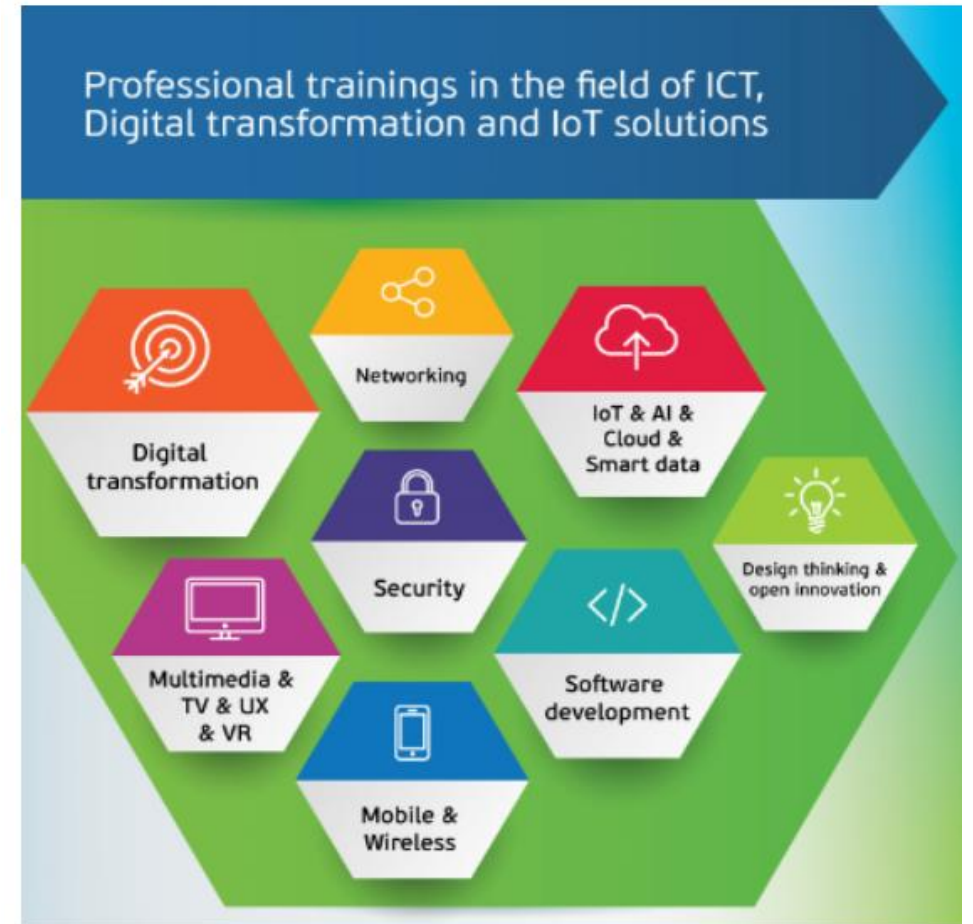 Professional trainings in the field of ICT,
Digital transformation and IoT solutions
Networking
IoT & AI &
Cloud &
Smart data
Digital
transformation
Security
Design thinking &
open innovation
Multimedia &
TV & UX
& VR
</>
Software
development
Mobile &
Wireless